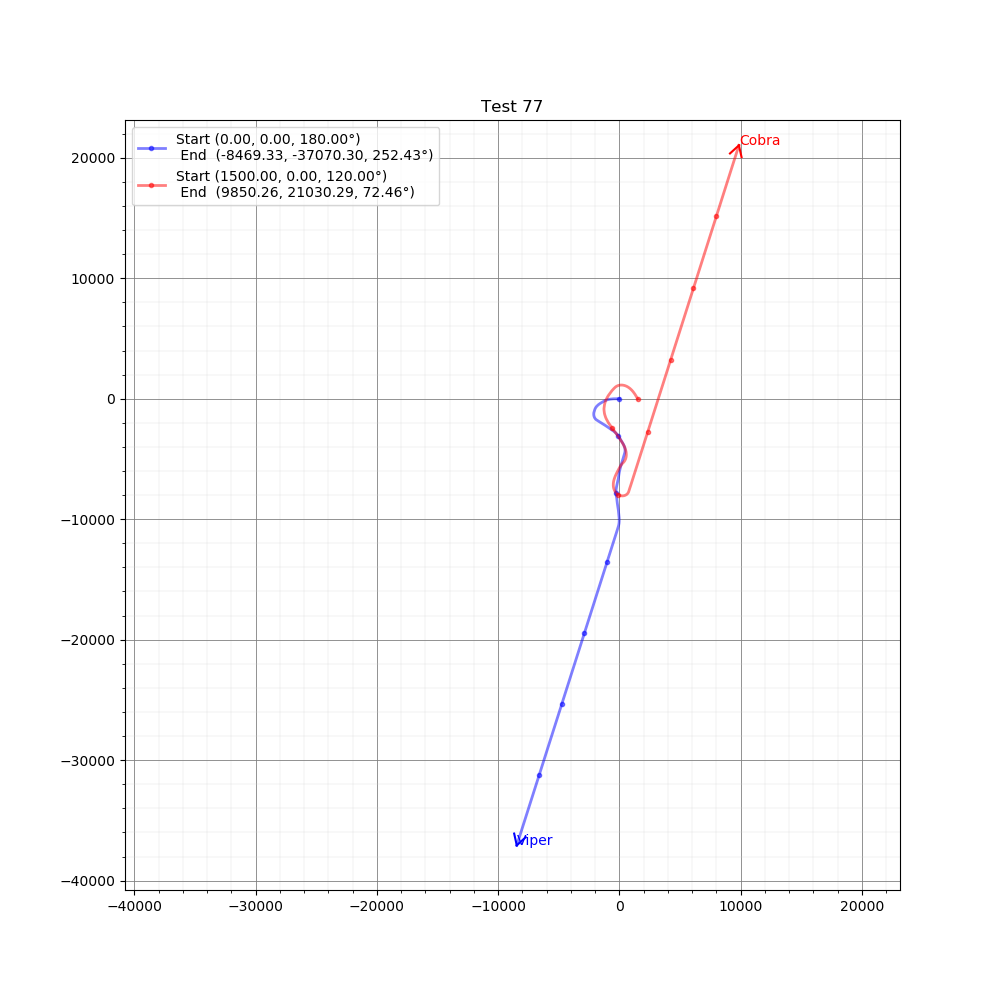 Test 77
Start (0.00, 0.00, 180.00°)
End (-8469.33, -37070.30, 252.43°)
Start (1500.00, 0.00, 120.00°)
End (9850.26, 21030.29, 72.46°)
Cobra
20000
10000
0
−10000
−20000
−30000
Viper
−40000
−40000 −30000 −20000 −10000 0 10000 20000